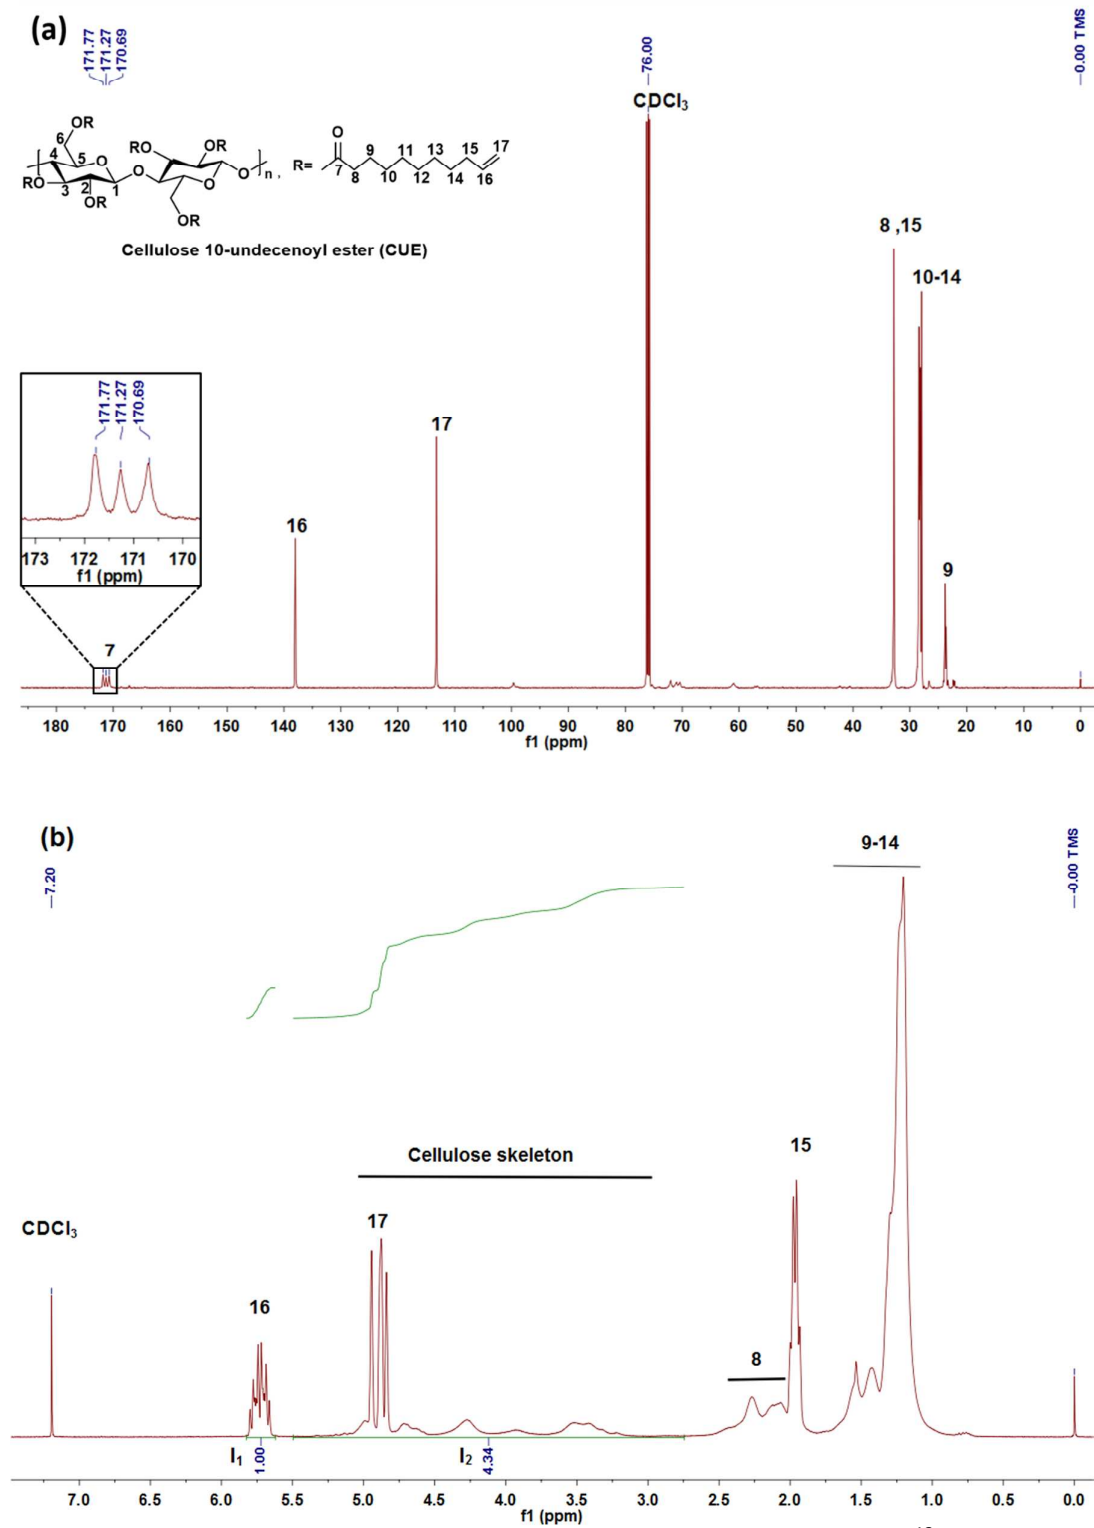 (a)
171.77
171.27
170.69
76.00
0.00 TMS
CDCl3
OR
6
RO
OR
4
5
O
O
O
RO
3
2
1
OR
O
n
,
OR
R=
O
7
8
9
10
11
12
13
14
15
16
17
Cellulose 10-undecenoyl ester (CUE)
8 ,15
10-14
171.77
171.27
170.69
17
16
173 172 171 170
f1 (ppm)
9
7
180 170 160 150 140 130 120 110 100 90 80 70 60 50 40 30 20 10 0
f1 (ppm)
(b)
9-14
7.20
-0.00 TMS
Cellulose skeleton
15
17
CDCl3
16
8
I1 1.00
I2 4.34
7.0 6.5 6.0 5.5 5.0 4.5 4.0 3.5 3.0 2.5 2.0 1.5 1.0 0.5 0.0
f1 (ppm)